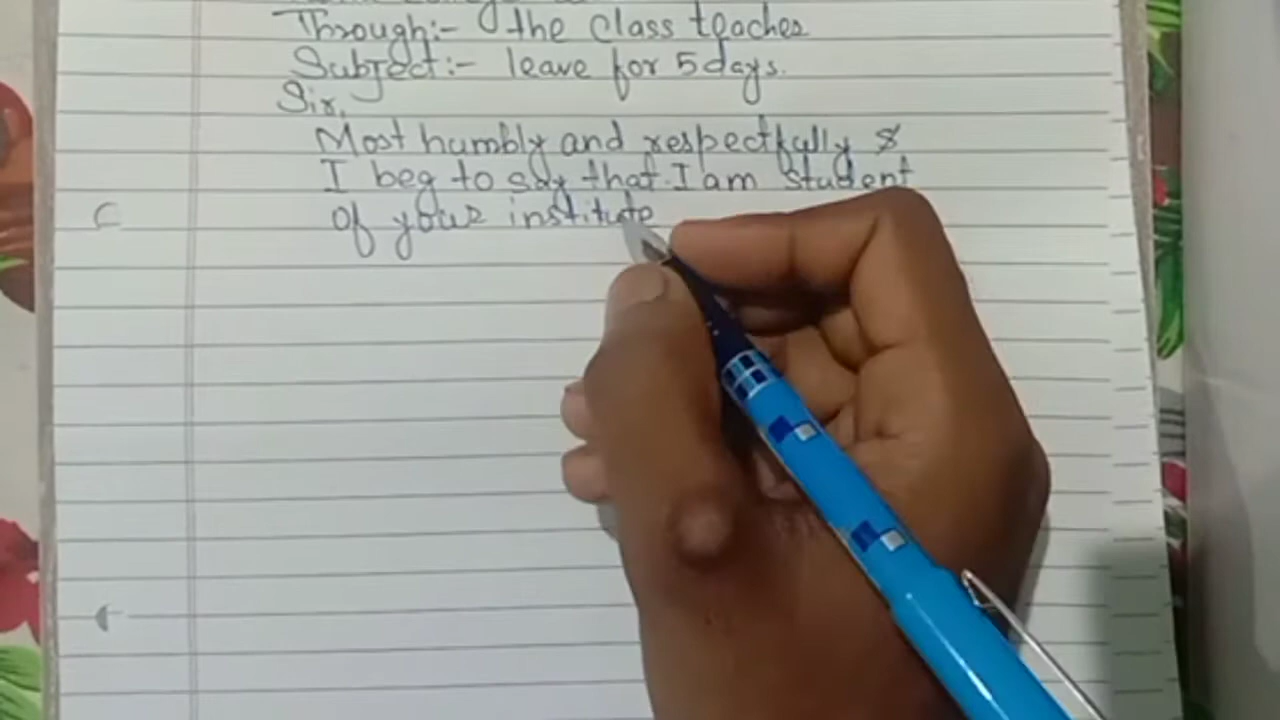 Through:- the class teacher
Subject:- leave for 5 days.
Sir,
Most humbly and respectfully &
I beg to say that I am student
of your institute